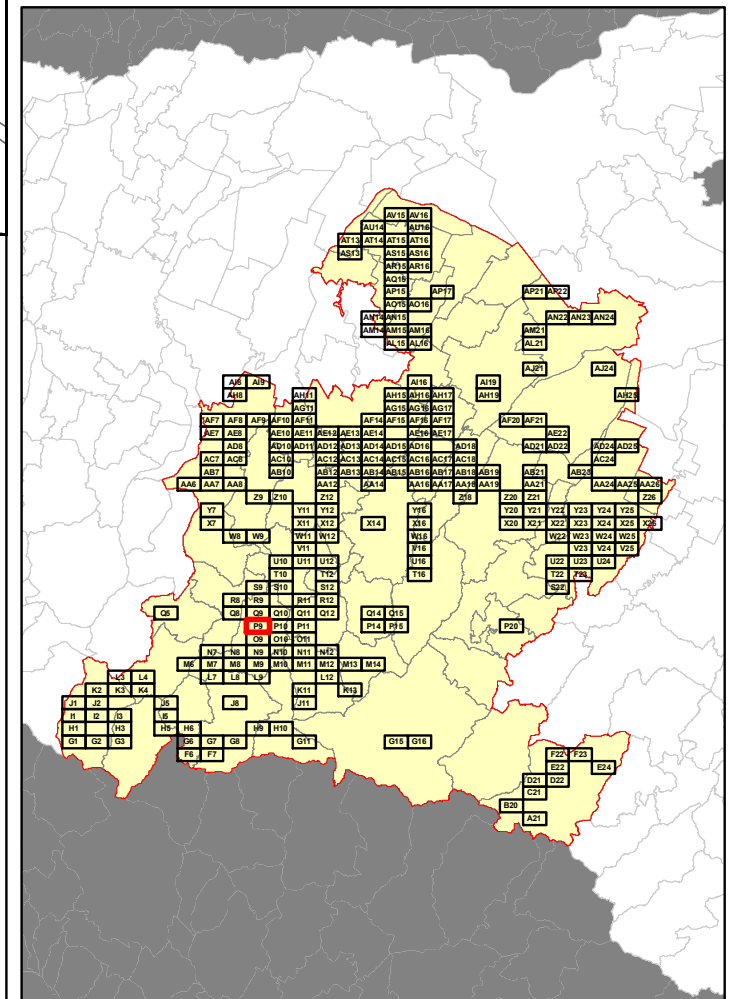 AV15 AV16
AU14 AU16
AT13 AT14 AT15 AT16
AS13 AS15 AS16
AR15 AR16
AQ15
AP15 AP17 AP21 AP22
AO15 AO16
AN14 AN15 AN22 AN23 AN24
AM14 AM15 AM16 AM21
AL15 AL16 AL21
AJ21 AJ24
AI8 AI9 AI16 AI19
AH8 AH11 AH15 AH16 AH17 AH19 AH25
AG11 AG15 AG16 AG17
AF7 AF8 AF9 AF10 AF11 AF14 AF15 AF16 AF17 AF20 AF21
AE7 AE8 AE10 AE11 AE12 AE13 AE14 AE16 AE17 AE22
AD8 AD10 AD11 AD12 AD13 AD14 AD15 AD16 AD18 AD21 AD22 AD24 AD25
AC7 AC8 AC10 AC12 AC13 AC14 AC15 AC16 AC17 AC18 AC24
AB7 AB10 AB12 AB13 AB14 AB15 AB16 AB17 AB18 AB19 AB21 AB23
AA6 AA7 AA8 AA12 AA14 AA16 AA17 AA18 AA19 AA21 AA24 AA25 AA26
Z9 Z10 Z12 Z18 Z20 Z21 Z26
Y7 Y11 Y12 Y16 Y20 Y21 Y22 Y23 Y24 Y25
X7 X11 X12 X14 X16 X20 X21 X22 X23 X24 X25 X26
W8 W9 W11 W12 W16 W22 W23 W24 W25
V11 V16 V23 V24 V25
U10 U11 U12 U16 U22 U23 U24
T10 T12 T16 T22 T23
S9 S10 S12 S22
R8 R9 R11 R12
Q5 Q8 Q9 Q10 Q11 Q12 Q14 Q15
P9 P10 P11 P14 P15 P20
O9 O10 O11
N7 N8 N9 N10 N11 N12
M6 M7 M8 M9 M10 M11 M12 M13 M14
L3 L4 L7 L8 L9 L12
K2 K3 K4 K11 K13
J1 J2 J5 J8 J11
I1 I2 I3 I5
H1 H3 H5 H6 H9 H10
G1 G2 G3 G6 G7 G8 G11 G15 G16
F6 F7 F22 F23
E22 E24
D21 D22
C21
B20
A21